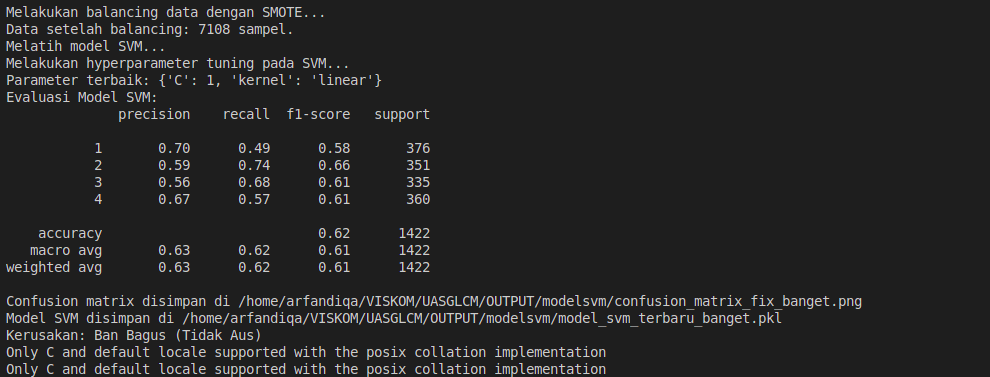 Melakukan balancing data dengan SMOTE...
Data setelah balancing: 7108 sampel.
Melatih model SVM...
Melakukan hyperparameter tuning pada SVM...
Parameter terbaik: {'C': 1, 'kernel': 'linear'}
Evaluasi Model SVM:
              precision    recall  f1-score   support

           1       0.70      0.49      0.58       376
           2       0.59      0.74      0.66       351
           3       0.56      0.68      0.61       335
           4       0.67      0.57      0.61       360

    accuracy                           0.62      1422
   macro avg       0.63      0.62      0.61      1422
weighted avg       0.63      0.62      0.61      1422

Confusion matrix disimpan di /home/arfandiqa/VISKOM/UASGLCM/OUTPUT/modelsvm/confusion_matrix_fix_banget.png
Model SVM disimpan di /home/arfandiqa/VISKOM/UASGLCM/OUTPUT/modelsvm/model_svm_terbaru_banget.pkl
Kerusakan: Ban Bagus (Tidak Aus)
Only C and default locale supported with the posix collation implementation
Only C and default locale supported with the posix collation implementation